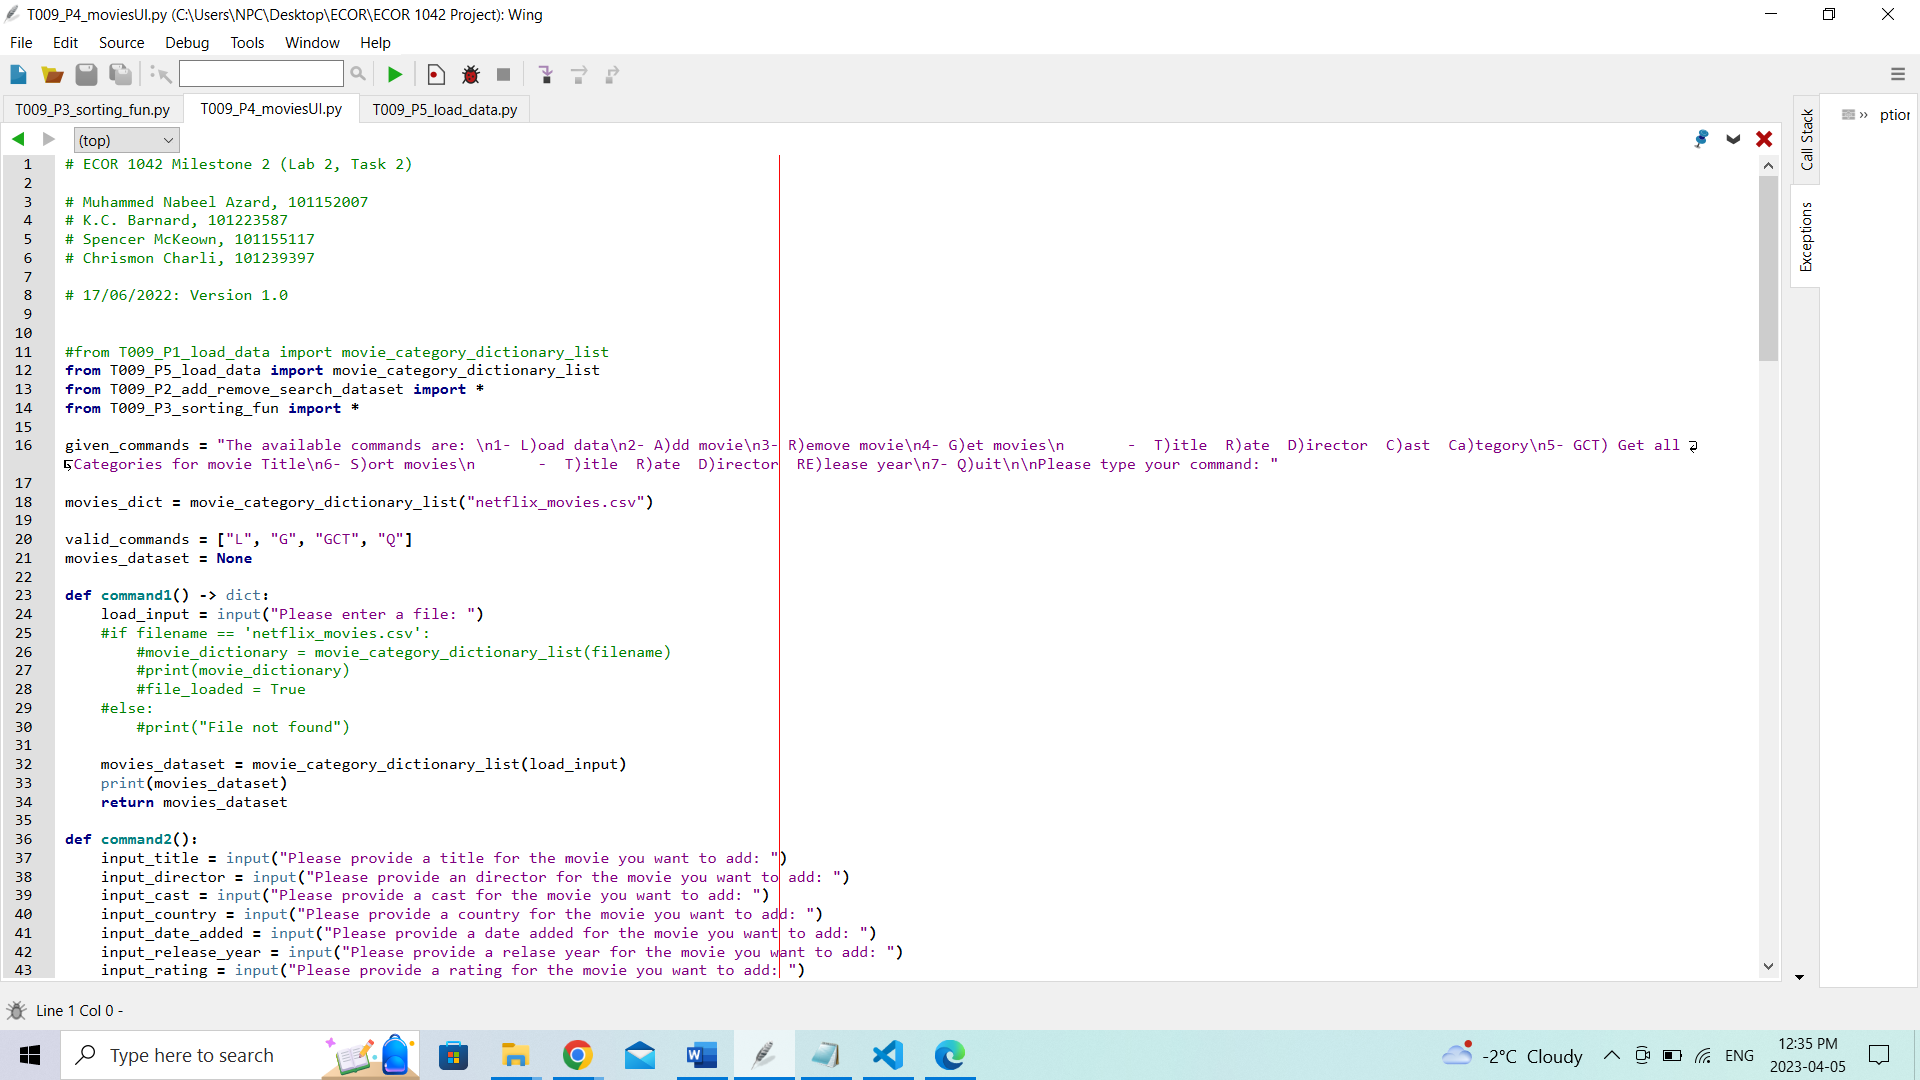 T009_P4_moviesUI.py (C:\Users\NPC\Desktop\ECOR\ECOR 1042 Project): Wing
File Edit Source Debug Tools Window Help
T009_P3_sorting_fun.py T009_P4_moviesUI.py T009_P5_load_data.py
(top)
1 # ECOR 1042 Milestone 2 (Lab 2, Task 2)
2
3 # Muhammed Nabeel Azard, 101152007
4 # K.C. Barnard, 101223587
5 # Spencer McKeown, 101155117
6 # Chrismon Charli, 101239397
7
8 # 17/06/2022: Version 1.0
9
10
11 #from T009_P1_load_data import movie_category_dictionary_list
12 from T009_P5_load_data import movie_category_dictionary_list
13 from T009_P2_add_remove_search_dataset import *
14 from T009_P3_sorting_fun import *
15
16 given_commands = "The available commands are: \n1- L)oad data\n2- A)dd movie\n3- R)emove movie\n4- G)et movies\n       -  T)itle  R)ate  D)irector  C)ast  Ca)tegory\n5- GCT) Get all
Categories for movie Title\n6- S)ort movies\n       -  T)itle  R)ate  D)irector  RE)lease year\n7- Q)uit\n\nPlease type your command: "
17
18 movies_dict = movie_category_dictionary_list("netflix_movies.csv")
19
20 valid_commands = ["L", "G", "GCT", "Q"]
21 movies_dataset = None
22
23 def command1() -> dict:
24     load_input = input("Please enter a file: ")
25     #if filename == 'netflix_movies.csv':
26         #movie_dictionary = movie_category_dictionary_list(filename)
27         #print(movie_dictionary)
28         #file_loaded = True
29     #else:
30         #print("File not found")
31
32     movies_dataset = movie_category_dictionary_list(load_input)
33     print(movies_dataset)
34     return movies_dataset
35
36 def command2():
37     input_title = input("Please provide a title for the movie you want to add: ")
38     input_director = input("Please provide an director for the movie you want to add: ")
39     input_cast = input("Please provide a cast for the movie you want to add: ")
40     input_country = input("Please provide a country for the movie you want to add: ")
41     input_date_added = input("Please provide a date added for the movie you want to add: ")
42     input_release_year = input("Please provide a relase year for the movie you want to add: ")
43     input_rating = input("Please provide a rating for the movie you want to add: ")
Call Stack
Exceptions
ption
Line 1 Col 0 -
Type here to search
-2°C Cloudy
ENG
12:35 PM
2023-04-05